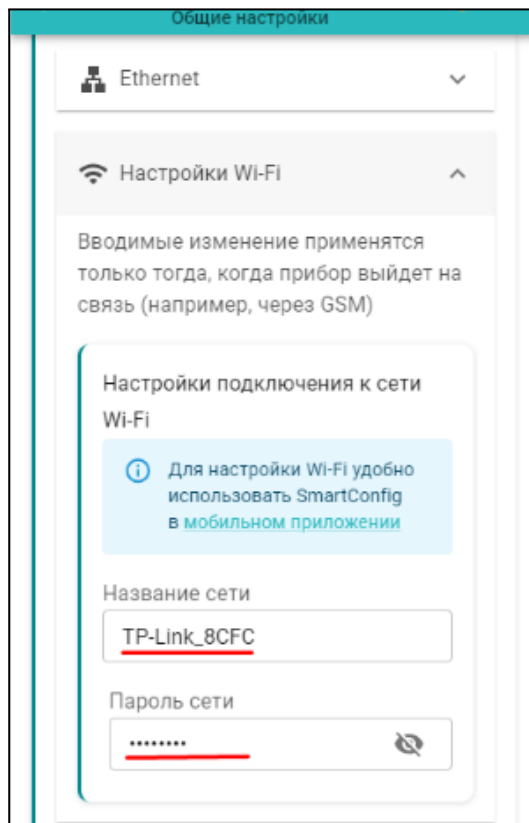 Общие настройки
Ethernet
Настройки Wi-Fi
Вводимые изменение применятся
только тогда, когда прибор выйдет на
связь (например, через GSM)
Настройки подключения к сети
Wi-Fi
Для настройки Wi-Fi удобно
использовать SmartConfig
в мобильном приложении
Название сети
TP-Link_8CFC
Пароль сети
••••••••